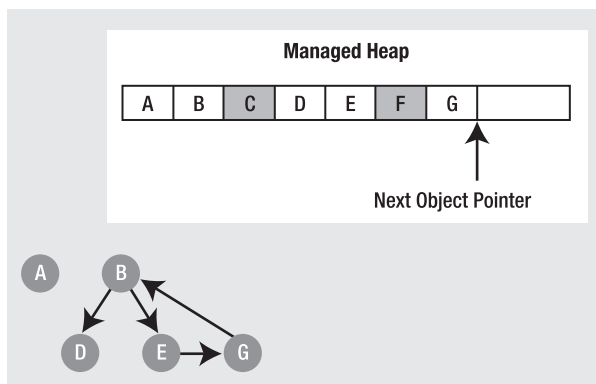 Managed Heap
A B C D E F G
Next Object Pointer
A B
D E G